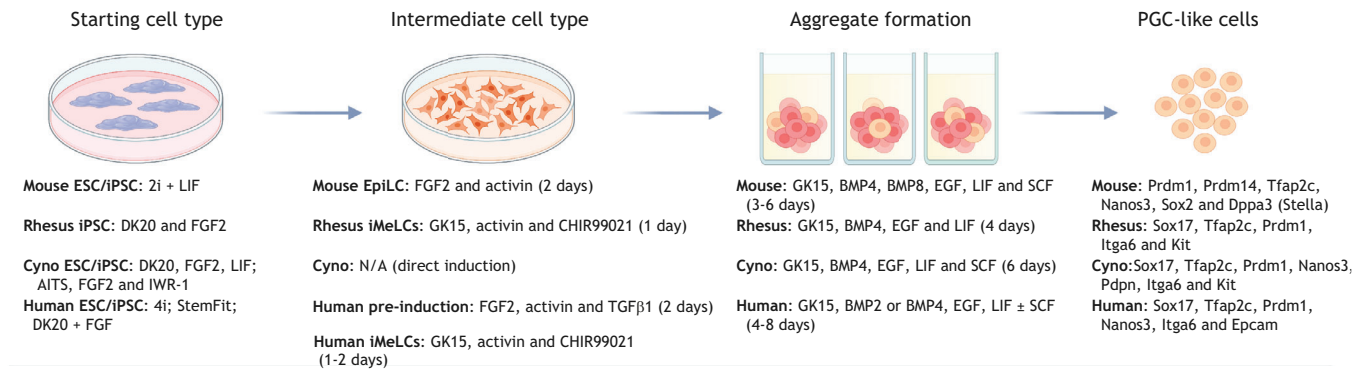 Starting cell type
Intermediate cell type
Aggregate formation
PGC-like cells
Mouse ESC/iPSC: 2i + LIF
Rhesus iPSC: DK20 and FGF2
Cyno ESC/iPSC: DK20, FGF2, LIF;
AITS, FGF2 and IWR-1
Human ESC/iPSC: 4i; StemFit;
DK20 + FGF
Mouse EpiLC: FGF2 and activin (2 days)
Rhesus iMeLCs: GK15, activin and CHIR99021 (1 day)
Cyno: N/A (direct induction)
Human pre-induction: FGF2, activin and TGFβ1 (2 days)
Human iMeLCs: GK15, activin and CHIR99021
(1-2 days)
Mouse: GK15, BMP4, BMP8, EGF, LIF and SCF
(3-6 days)
Rhesus: GK15, BMP4, EGF and LIF (4 days)
Cyno: GK15, BMP4, EGF, LIF and SCF (6 days)
Human: GK15, BMP2 or BMP4, EGF, LIF ± SCF
(4-8 days)
Mouse: Prdm1, Prdm14, Tfap2c,
Nanos3, Sox2 and Dppa3 (Stella)
Rhesus: Sox17, Tfap2c, Prdm1,
Itga6 and Kit
Cyno:Sox17, Tfap2c, Prdm1, Nanos3,
Pdpn, Itga6 and Kit
Human: Sox17, Tfap2c, Prdm1,
Nanos3, Itga6 and Epcam